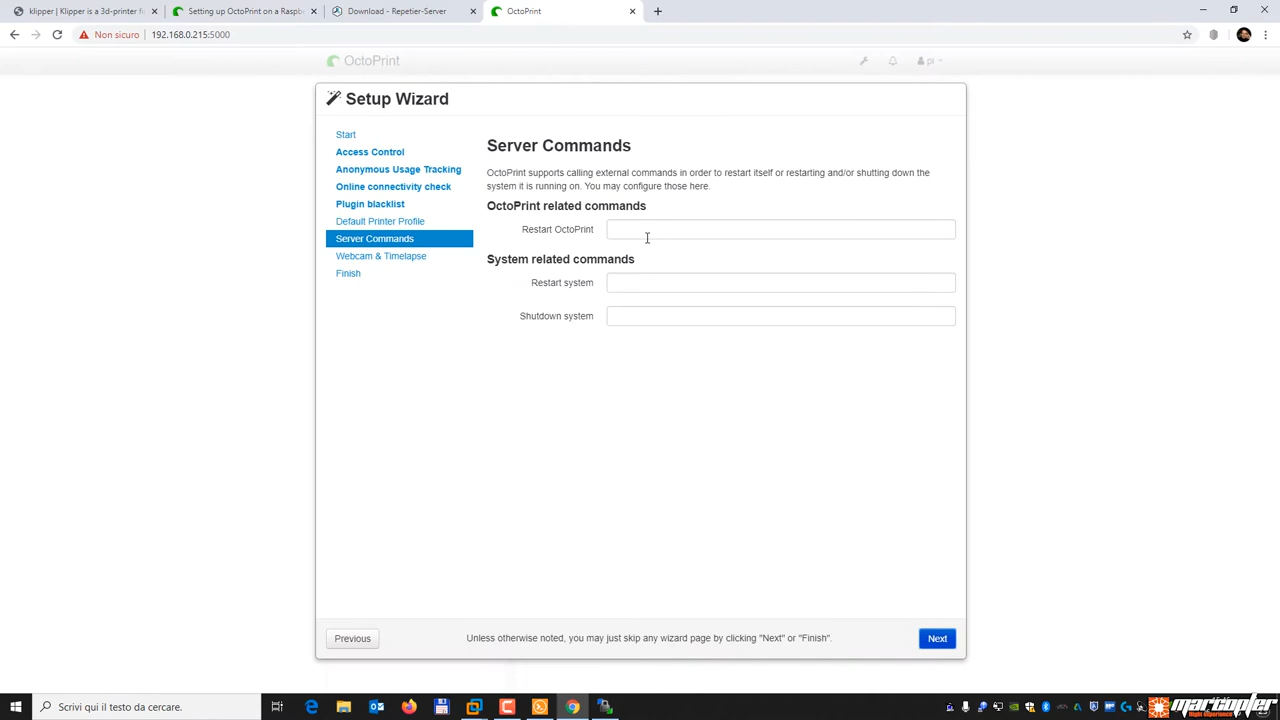 klipper | Klipper is a 3d-printer f
Setting up OctoPrint on a Raspb
Download - Repetier-Server
OctoPrint
Non sicuro
192.168.0.215:5000
OctoPrint
pi
Setup Wizard
Start
Access Control
Anonymous Usage Tracking
Online connectivity check
Plugin blacklist
Default Printer Profile
Server Commands
Webcam & Timelapse
Finish
Server Commands
OctoPrint supports calling external commands in order to restart itself or restarting and/or shutting down the
system it is running on. You may configure those here.
OctoPrint related commands
Restart OctoPrint
System related commands
Restart system
Shutdown system
Previous
Unless otherwise noted, you may just skip any wizard page by clicking "Next" or "Finish".
Next
Scrivi qui il testo da cercare.
marcopter